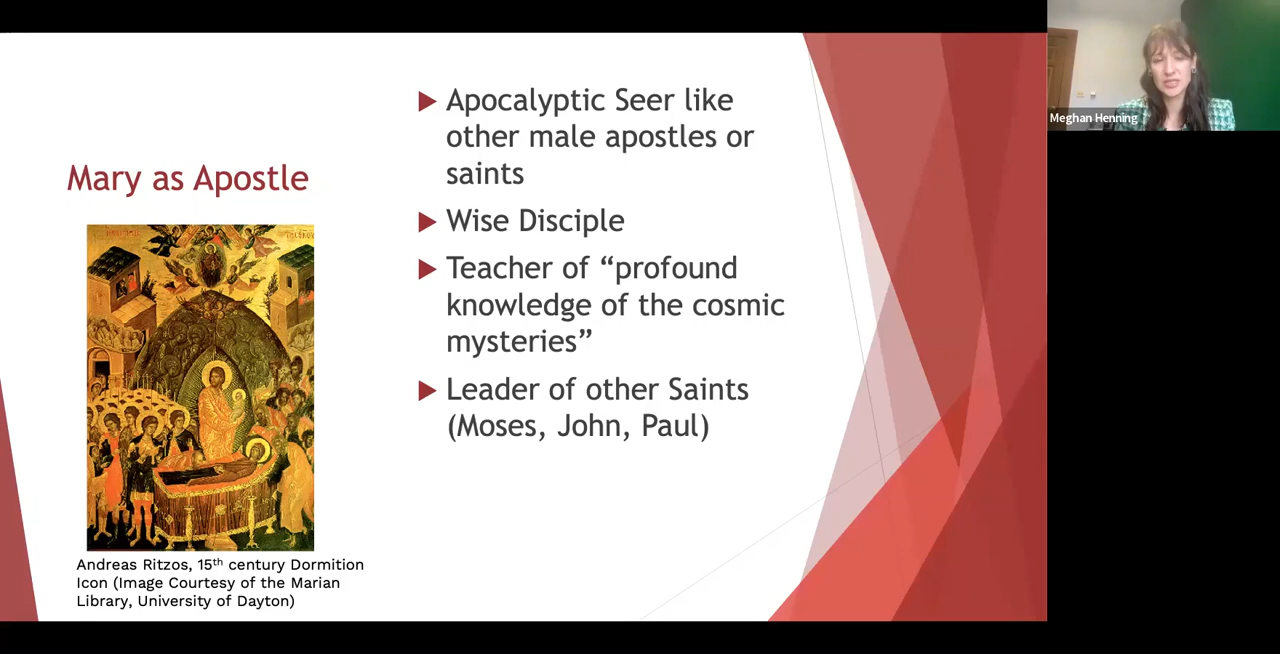 Mary as Apostle
Andreas Ritzos, 15th century Dormition
Icon (Image Courtesy of the Marian
Library, University of Dayton)
Apocalyptic Seer like
other male apostles or
saints
Wise Disciple
Teacher of “profound
knowledge of the cosmic
mysteries”
Leader of other Saints
(Moses, John, Paul)
Meghan Henning